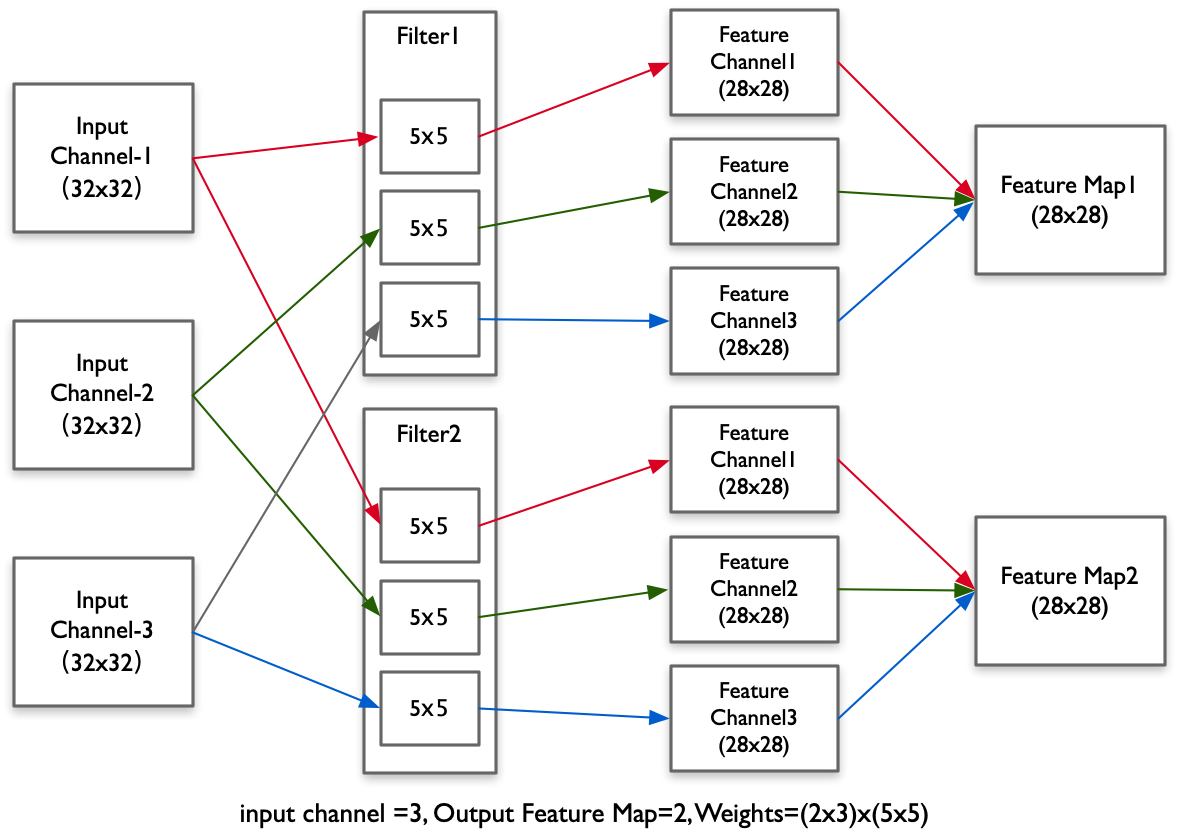 Input
Channel-1
(32x32)
Input
Channel-2
(32x32)
Input
Channel-3
(32x32)
Filter1
5x5
5x5
5x5
Filter2
5x5
5x5
5x5
Feature
Channel1
(28x28)
Feature
Channel2
(28x28)
Feature
Channel3
(28x28)
Feature
Channel1
(28x28)
Feature
Channel2
(28x28)
Feature
Channel3
(28x28)
Feature Map1
(28x28)
Feature Map2
(28x28)
input channel =3, Output Feature Map=2, Weights=(2x3)x(5x5)